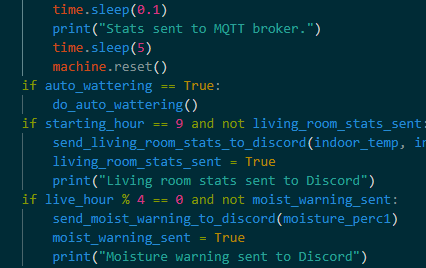 time.sleep(0.1)
print("Stats sent to MQTT broker.")
time.sleep(5)
machine.reset()
if auto_wattering == True:
do_auto_wattering()
if starting_hour == 9 and not living_room_stats_sent:
send_living_room_stats_to_discord(indoor_temp,
living_room_stats_sent = True
print("Living room stats sent to Discord")
if live_hour % 4 == 0 and not moist_warning_sent:
send_moist_warning_to_discord(moisture_perc1)
moist_warning_sent = True
print("Moisture warning sent to Discord")